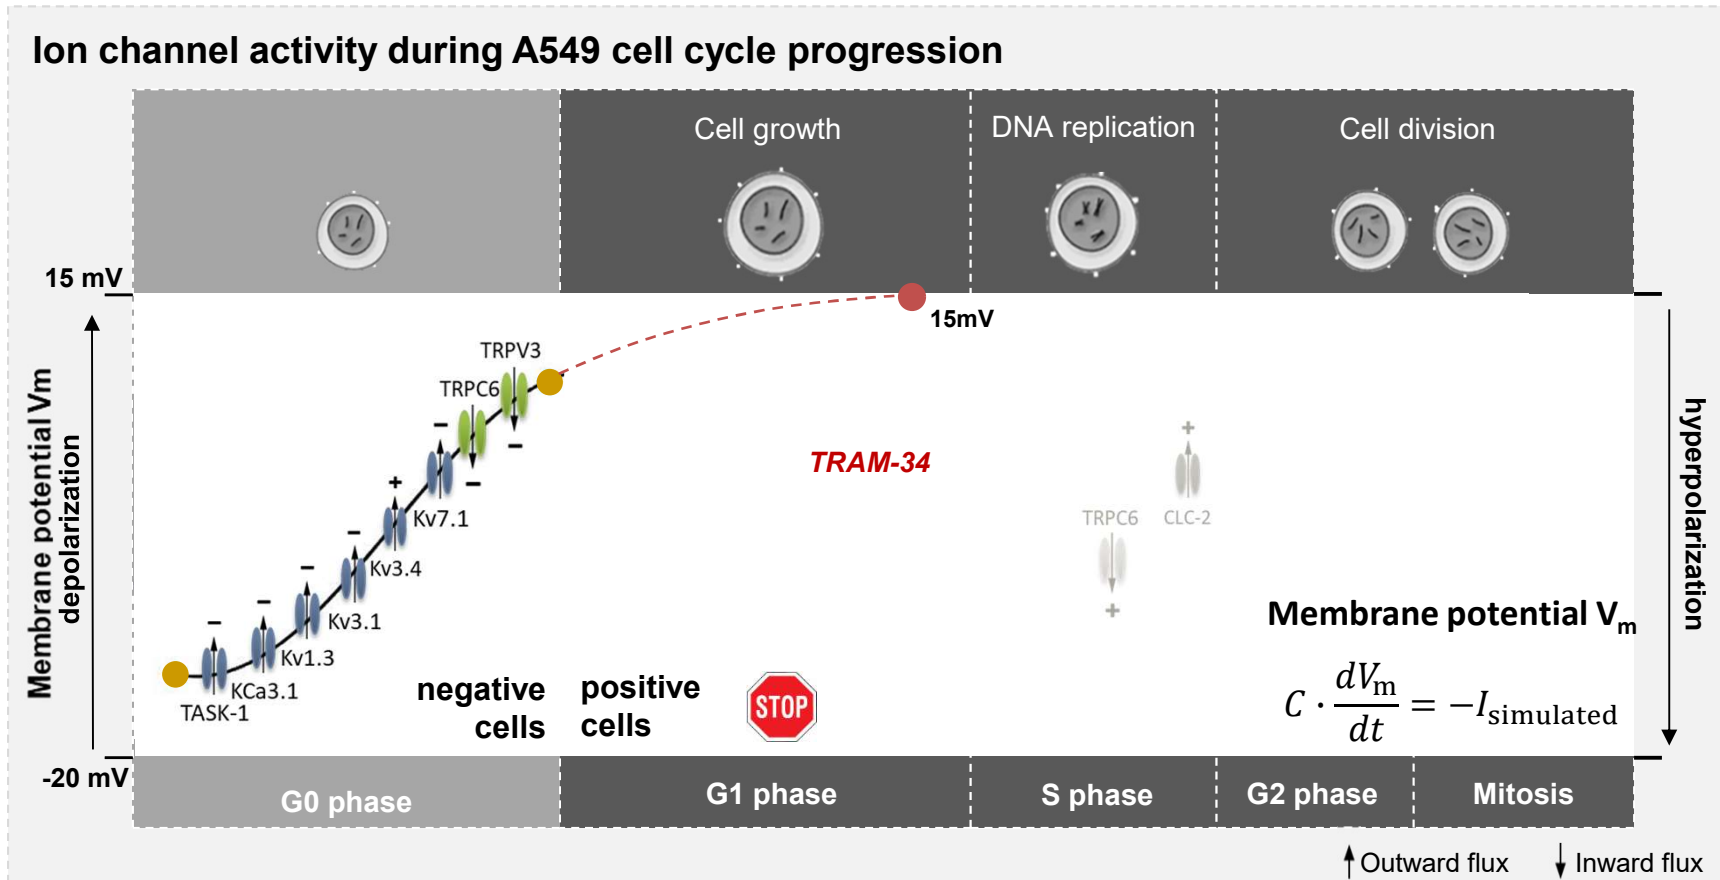 Ion channel activity during A549 cell cycle progression
Cell growth
DNA replication
Cell division
15 mV
15mV
Membrane potential Vm
depolarization
hyperpolarization
TRPV3
TRPC6
−
−
−
+
Kv7.1
−
Kv3.4
−
Kv3.1
−
Kv1.3
−
KCa3.1
TASK-1
TRAM-34
+
TRPC6
CLC-2
+
negative
cells
positive
cells
STOP
Membrane potential Vₘ
C · dVₘ/dt = −I_simulated
-20 mV
G0 phase
G1 phase
S phase
G2 phase
Mitosis
Outward flux
Inward flux